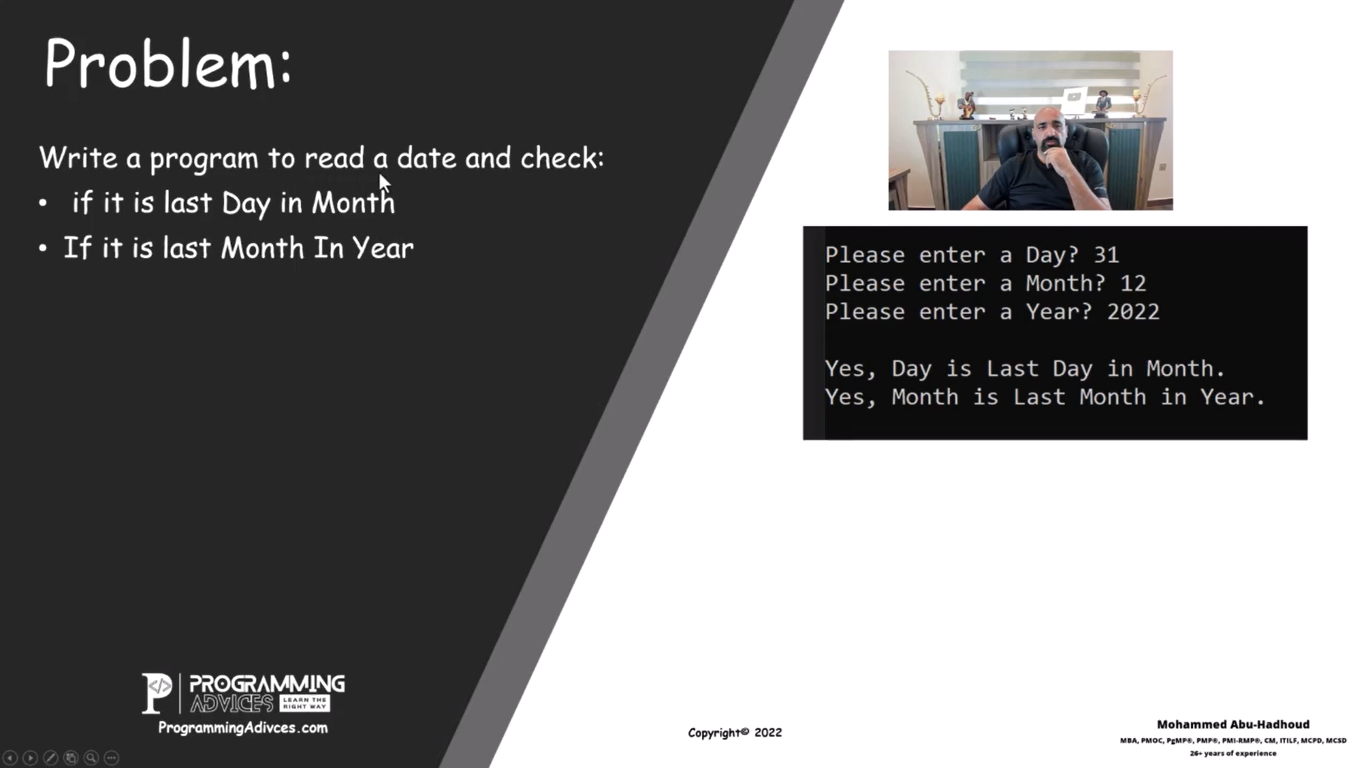 Problem:
Write a program to read a date and check:
• if it is last Day in Month
• If it is last Month In Year
Please enter a Day? 31
Please enter a Month? 12
Please enter a Year? 2022
Yes, Day is Last Day in Month.
Yes, Month is Last Month in Year.
PROGRAMMING
ADVICES LEARN THE
RIGHT WAY
ProgrammingAdivces.com
Copyright© 2022
Mohammed Abu-Hadhoud
MBA, PMOC, PgMP®, PMP®, PMI-RMP®, CM, ITILF, MCPD, MCSD
26+ years of experience